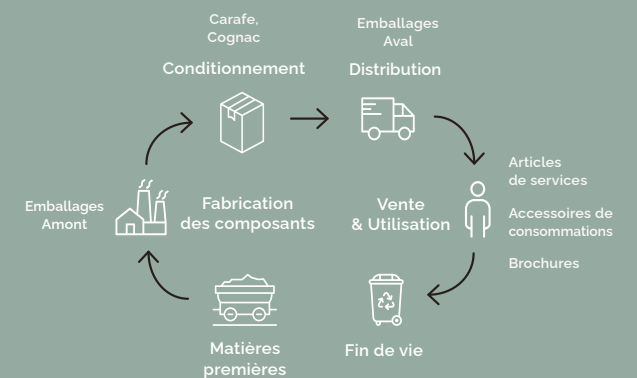 Carafe,
Cognac
Conditionnement
Emballages
Aval
Distribution
Articles
de services
Accessoires de
consommations
Brochures
Emballages
Amont
Fabrication
des composants
Vente
& Utilisation
Matières
premières
Fin de vie